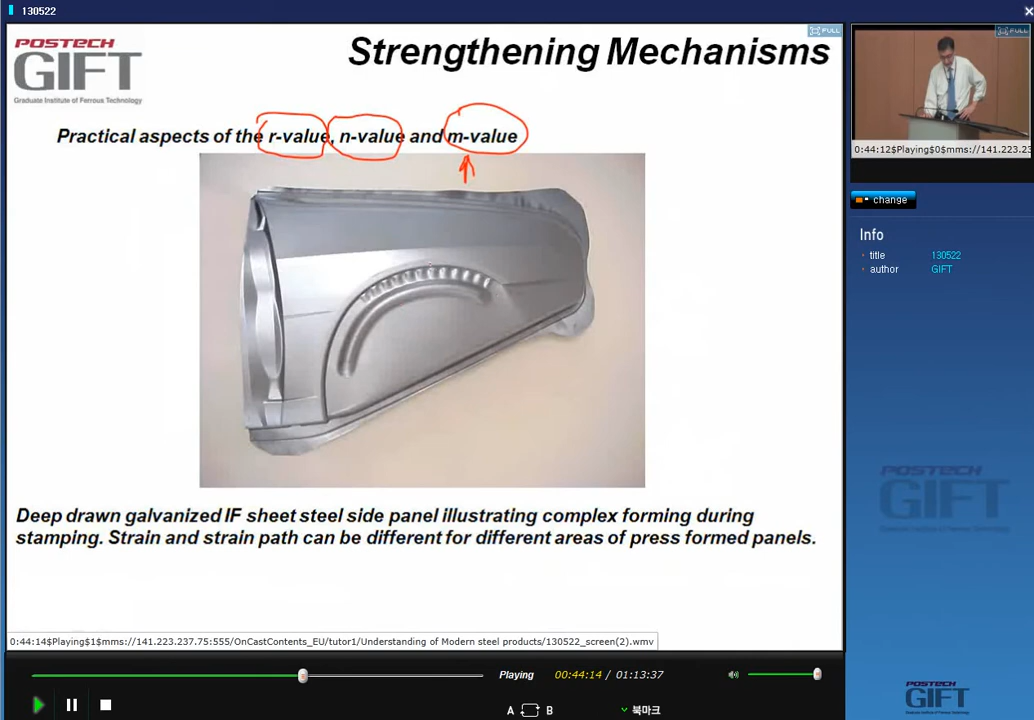 130522
POSTECH
GIFT
Graduate Institute of Ferrous Technology
Strengthening Mechanisms
FULL
Practical aspects of the r-value, n-value and m-value
Deep drawn galvanized IF sheet steel side panel illustrating complex forming during
stamping. Strain and strain path can be different for different areas of press formed panels.
0:44:14$Playing$1$mms://141.223.237.75:555/OnCastContents_EU/tutor1/Understanding of Modern steel products/130522_screen(2).wmv
Playing
00:44:14 / 01:13:37
A B
북마크
FULL
0:44:12$Playing$0$mms://141.223.23
change
Info
title 130522
author GIFT
POSTECH
GIFT
POSTECH
GIFT